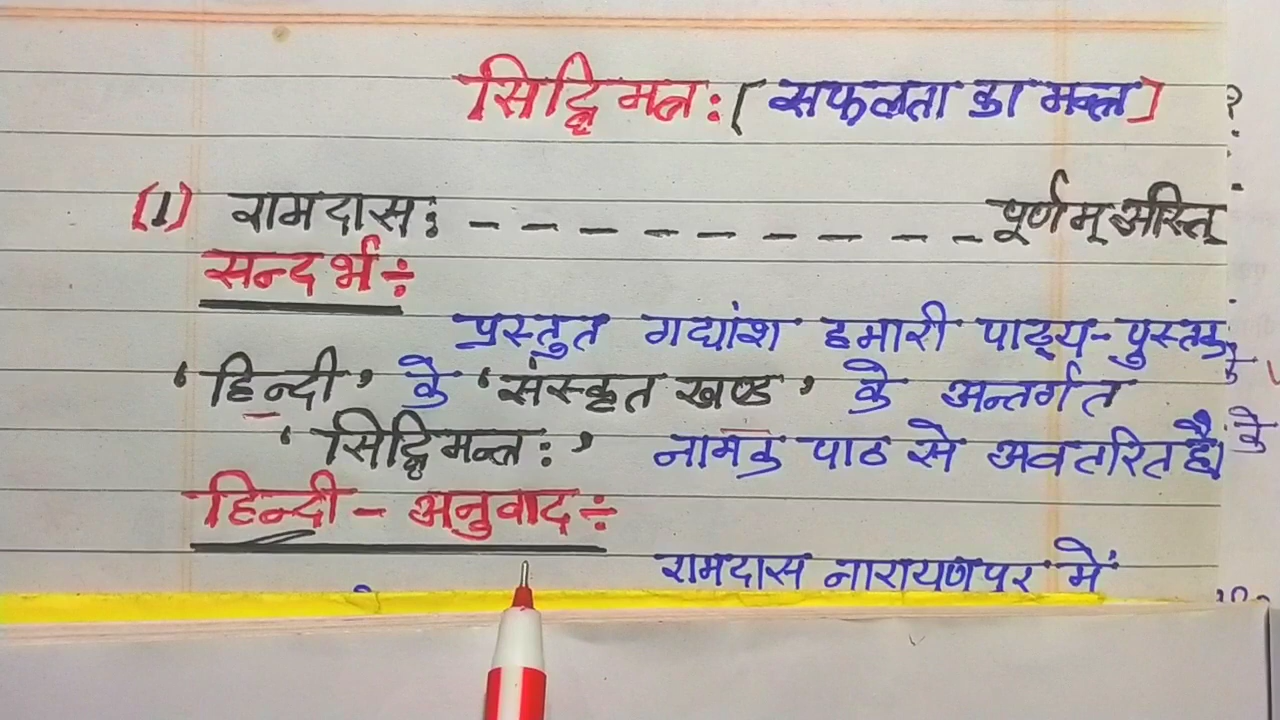 सिद्धिमन्त्र: [सफलता का मन्त्र]
(1) रामदास: - - - - - - - - - - पूर्णम् अस्ति
सन्दर्भ ÷
प्रस्तुत गद्यांश हमारी पाठ्य-पुस्तक
'हिन्दी' के 'संस्कृत खण्ड' के अन्तर्गत
'सिद्धिमन्त्र:' नामक पाठ से अवतरित है।
हिन्दी - अनुवाद ÷
रामदास नारायणपुर में